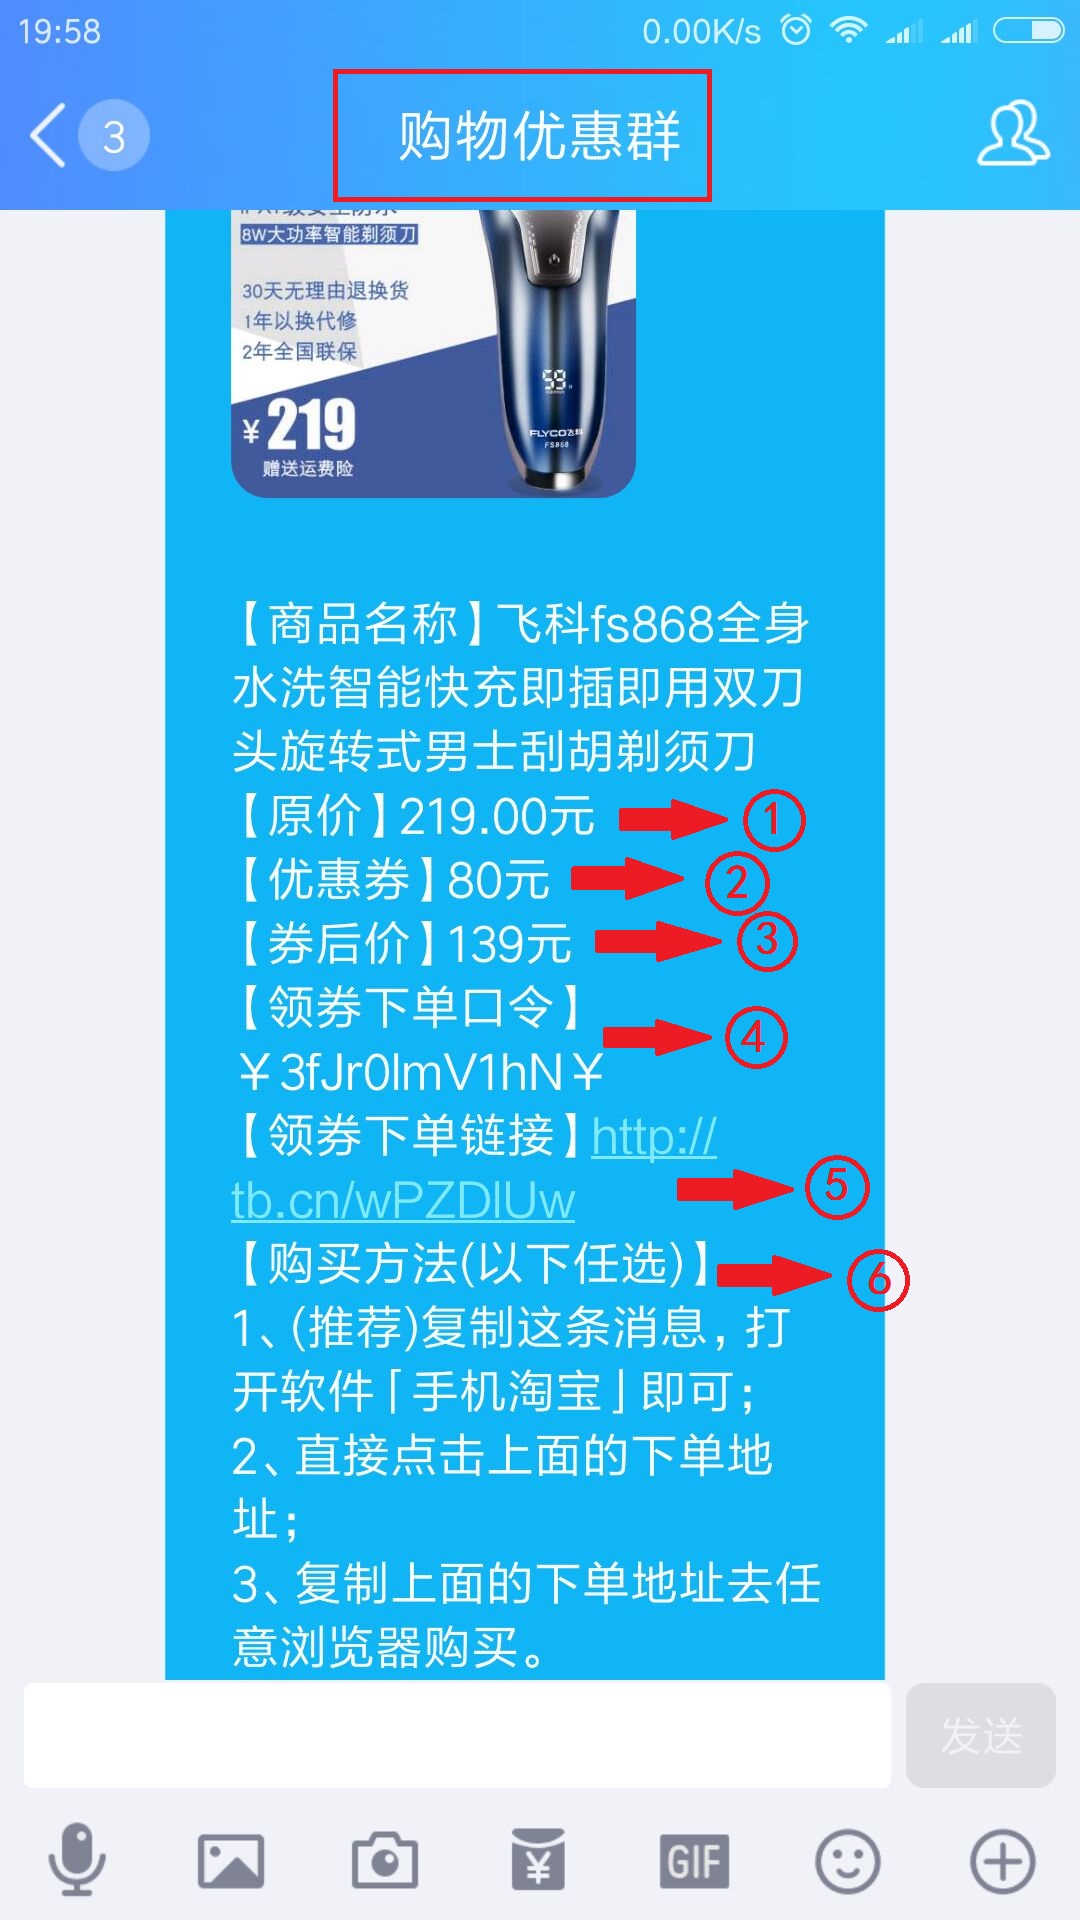 19:58 0.00K/s
3 购物优惠群
8W大功率智能剃须刀
30天无理由退换货
1年以换代修
2年全国联保
¥219
赠送运费险
59
FLYCO飞科
FS868
【商品名称】飞科fs868全身
水洗智能快充即插即用双刀
头旋转式男士刮胡剃须刀
【原价】219.00元 ①
【优惠券】80元 ②
【券后价】139元 ③
【领券下单口令】
④
￥3fJr0lmV1hN￥
【领券下单链接】http://
tb.cn/wPZDlUw ⑤
【购买方法(以下任选)】 ⑥
1、(推荐)复制这条消息，打
开软件「手机淘宝」即可；
2、直接点击上面的下单地
址；
3、复制上面的下单地址去任
意浏览器购买。
发送
¥ GIF